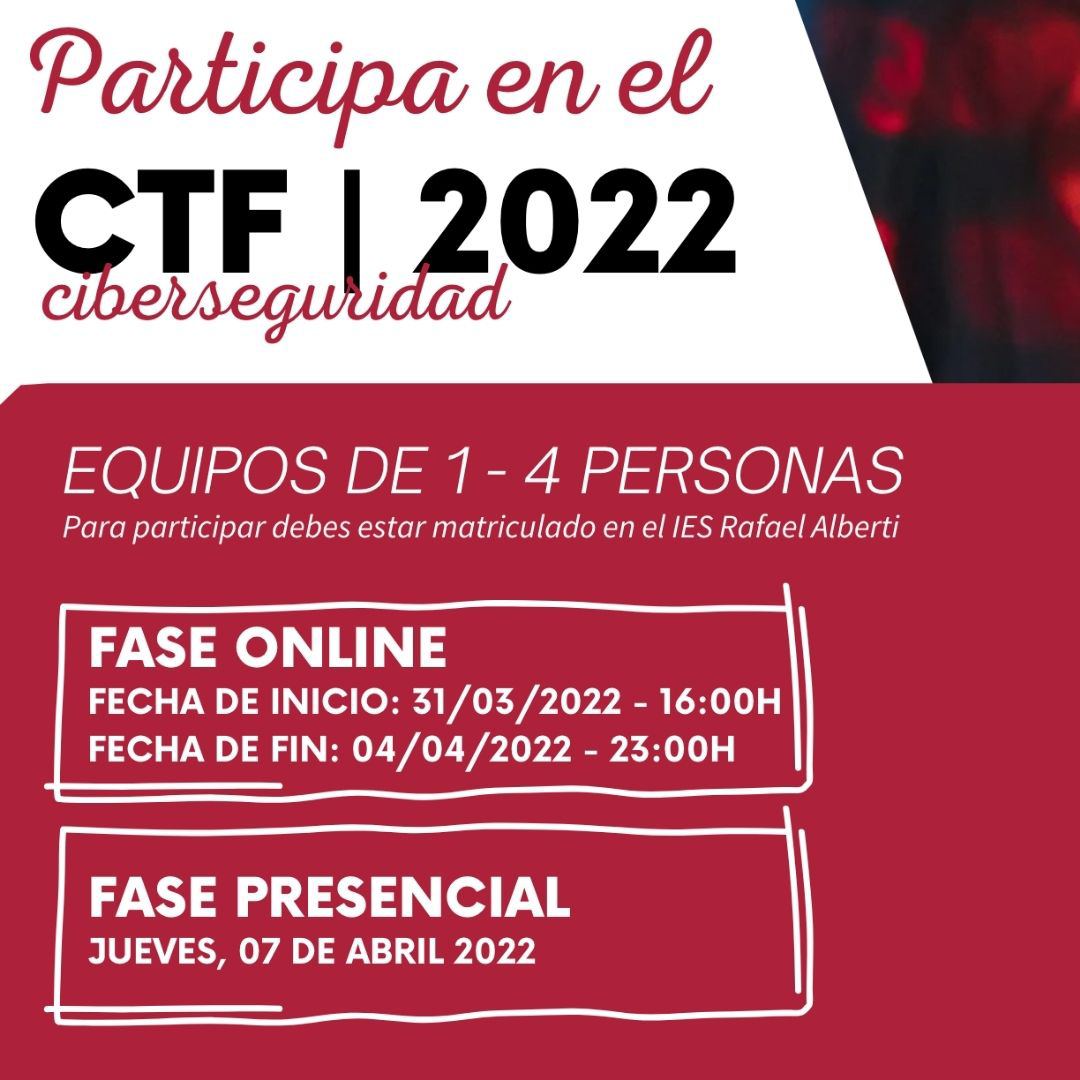 Participa en el
CTF | 2022
ciberseguridad
EQUIPOS DE 1 - 4 PERSONAS
Para participar debes estar matriculado en el IES Rafael Alberti
FASE ONLINE
FECHA DE INICIO: 31/03/2022 - 16:00H
FECHA DE FIN: 04/04/2022 - 23:00H
FASE PRESENCIAL
JUEVES, 07 DE ABRIL 2022